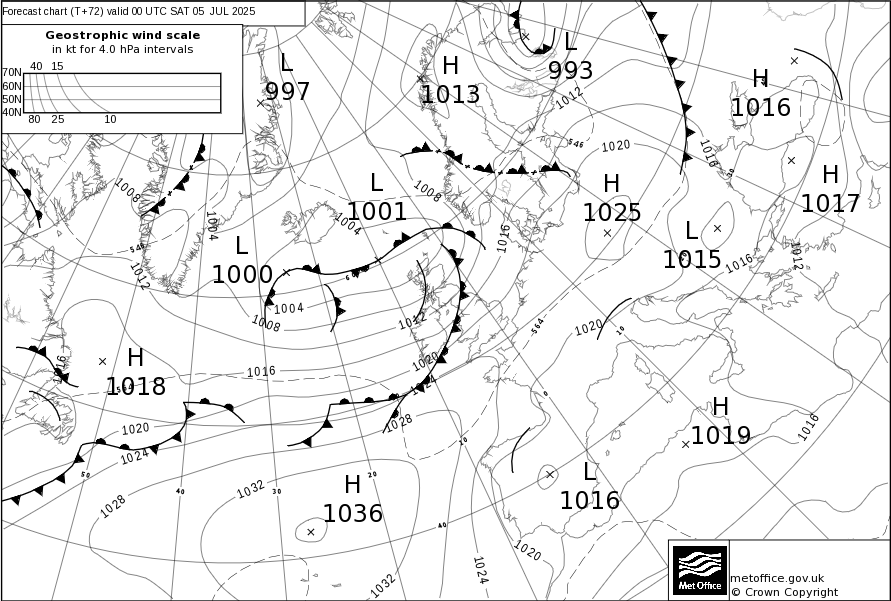 Forecast chart (T+72) valid 00 UTC SAT 05 JUL 2025
Geostrophic wind scale
in kt for 4.0 hPa intervals
40 15
70N
60N
50N
40N
80 25 10
L
997
H
1013
L
993
H
1016
1012
546
1020
1016
50
1008
1008
L
1001
H
1025
H
1017
1004
1004
L
1000
546
1016
L
1015
1016
1012
1012
1004
1008
1012
564
1020
10
H
1018
1016
1020
1024
0
H
1019
1016
1020
1024
1028
10
50
40
30
20
40
1028
1032
H
1036
L
1016
1020
1024
1032
Met Office
metoffice.gov.uk
© Crown Copyright